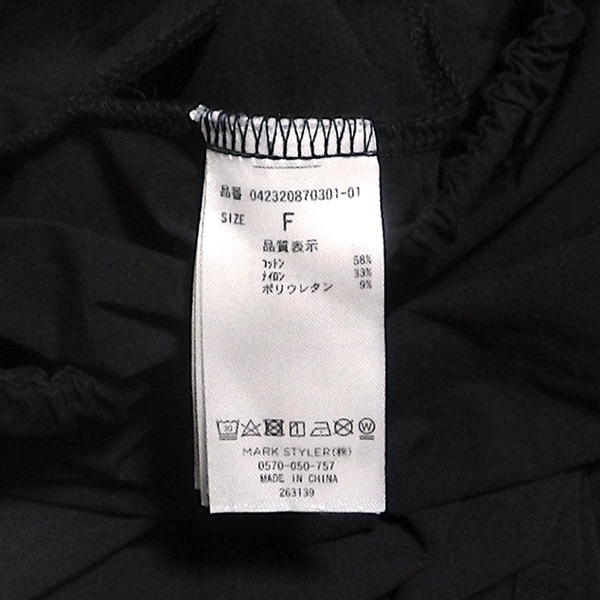 品番 042320870301-01
SIZE F
品質表示
コットン 58%
ナイロン 33%
ポリウレタン 9%
30 W
MARK STYLER(株)
0570-050-757
MADE IN CHINA
263139